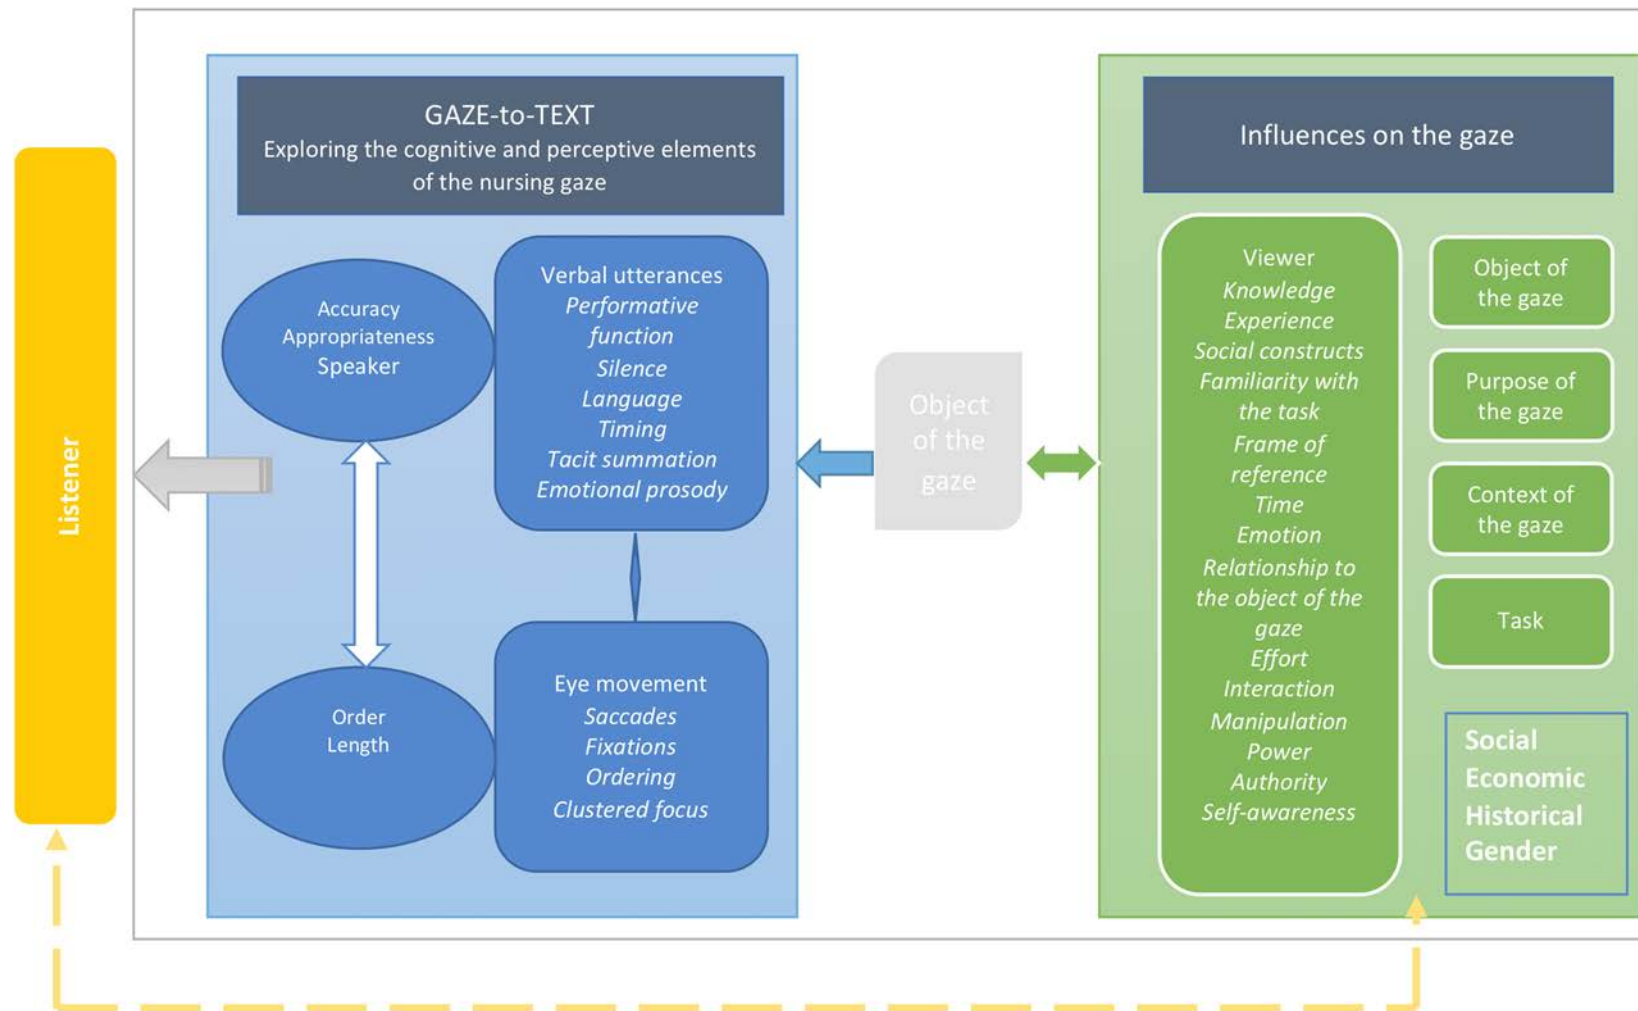 GAZE-to-TEXT
Exploring the cognitive and perceptive elements
of the nursing gaze
Accuracy
Appropriateness
Speaker
Verbal utterances
Performative
function
Silence
Language
Timing
Tacit summation
Emotional prosody
Order
Length
Eye movement
Saccades
Fixations
Ordering
Clustered focus
Listener
Object
of the
gaze
Influences on the gaze
Viewer
Knowledge
Experience
Social constructs
Familiarity with
the task
Frame of
reference
Time
Emotion
Relationship to
the object of the
gaze
Effort
Interaction
Manipulation
Power
Authority
Self-awareness
Object of
the gaze
Purpose of
the gaze
Context of
the gaze
Task
Social
Economic
Historical
Gender